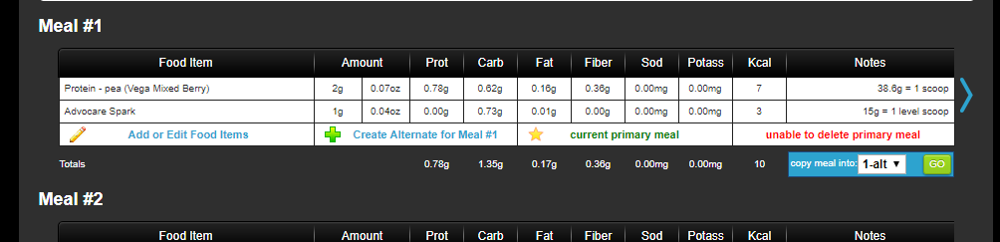 Meal #1
Food Item Amount Prot Carb Fat Fiber Sod Potass Kcal Notes
Protein - pea (Vega Mixed Berry) 2g 0.07oz 0.78g 0.62g 0.16g 0.36g 0.00mg 0.00mg 7 38.6g = 1 scoop
Advocare Spark 1g 0.04oz 0.00g 0.73g 0.01g 0.00g 0.00mg 0.00mg 3 15g = 1 level scoop
Add or Edit Food Items Create Alternate for Meal #1 current primary meal unable to delete primary meal
Totals 0.78g 1.35g 0.17g 0.36g 0.00mg 0.00mg 10 copy meal into: 1-alt GO
Meal #2
Food Item Amount Prot Carb Fat Fiber Sod Potass Kcal Notes